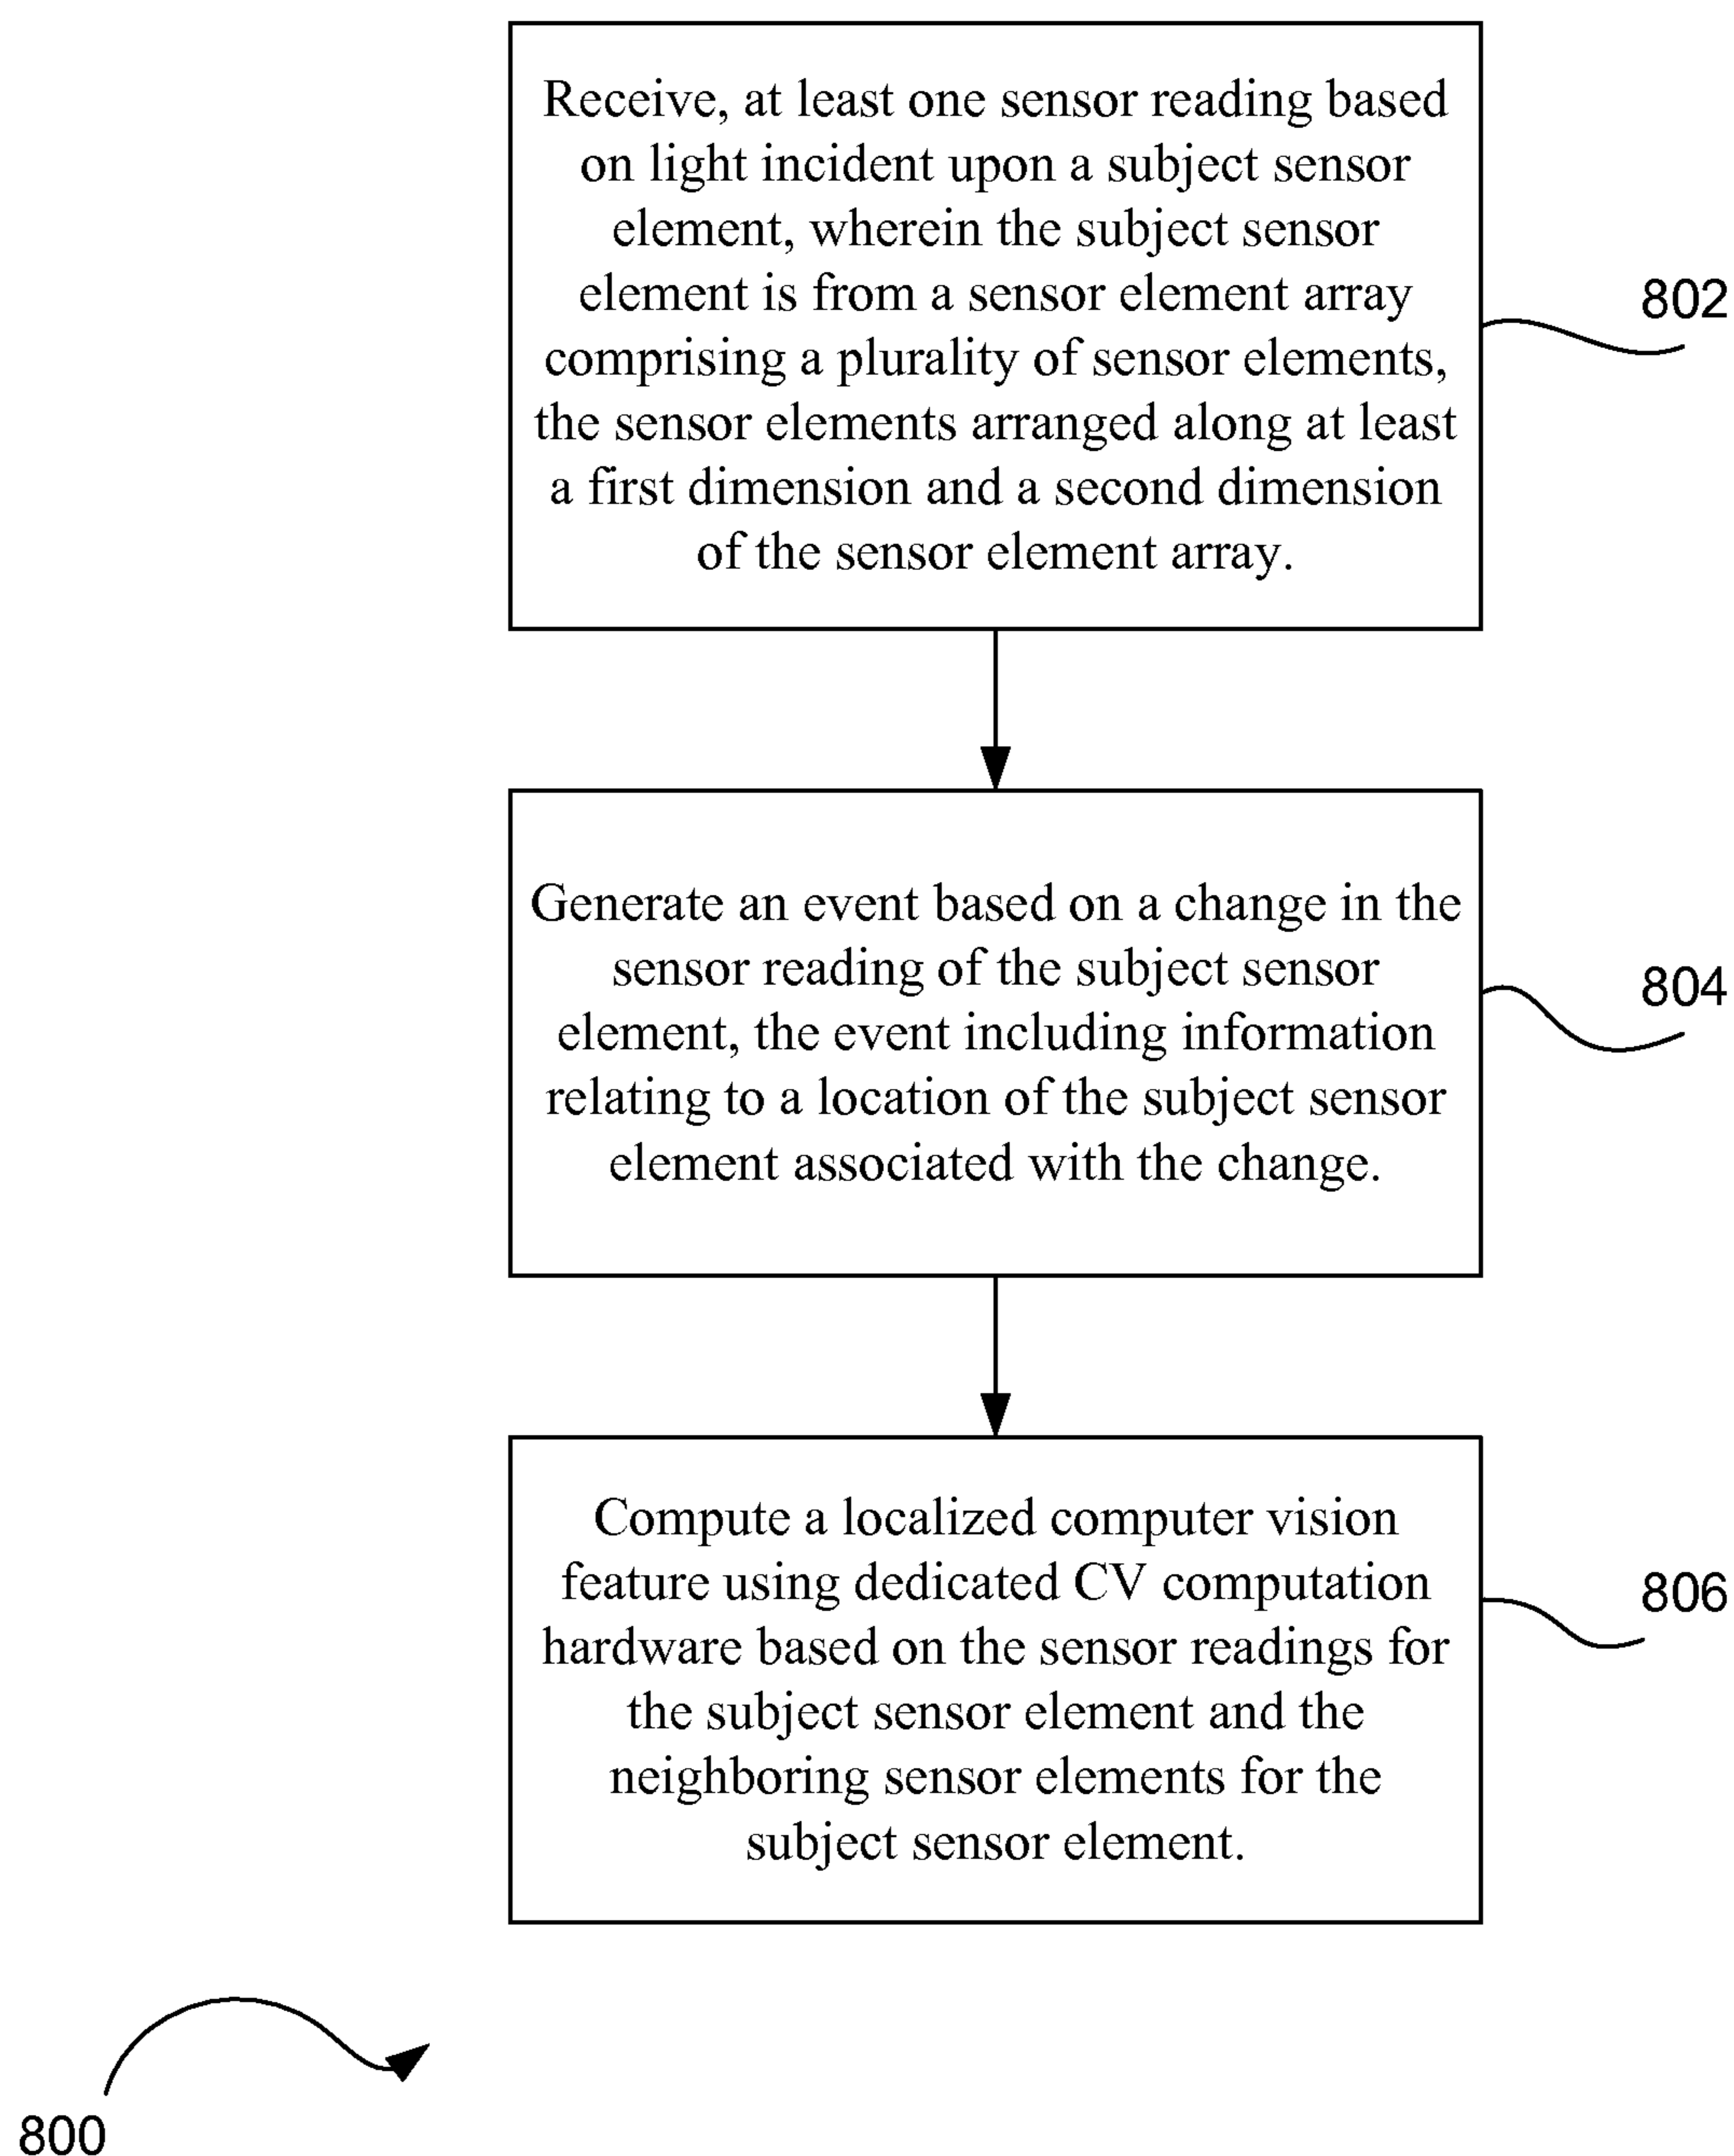 Receive, at least one sensor reading based
on light incident upon a subject sensor
element, wherein the subject sensor
element is from a sensor element array
comprising a plurality of sensor elements,
the sensor elements arranged along at least
a first dimension and a second dimension
of the sensor element array.
802
Generate an event based on a change in the
sensor reading of the subject sensor
element, the event including information
relating to a location of the subject sensor
element associated with the change.
804
Compute a localized computer vision
feature using dedicated CV computation
hardware based on the sensor readings for
the subject sensor element and the
neighboring sensor elements for the
subject sensor element.
806
800